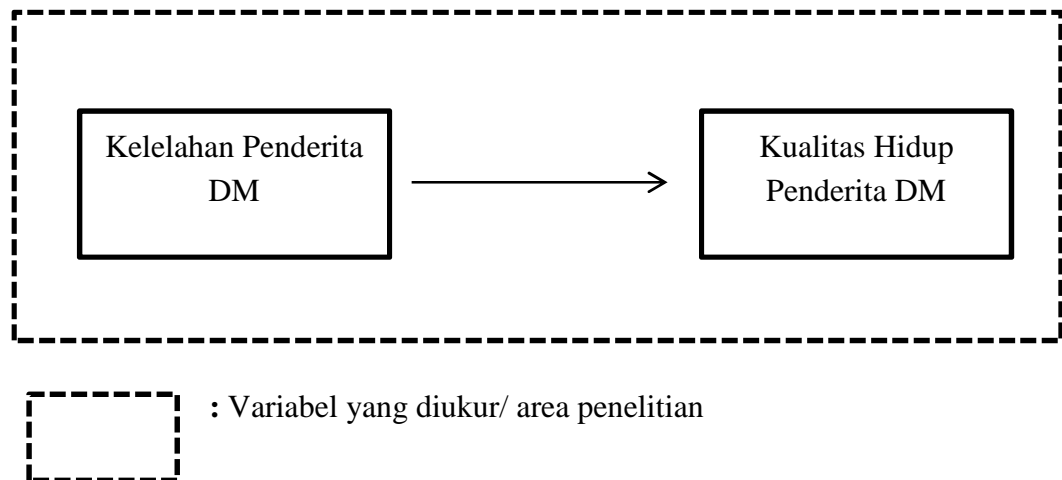 Kelelahan Penderita
DM
Kualitas Hidup
Penderita DM
: Variabel yang diukur/ area penelitian